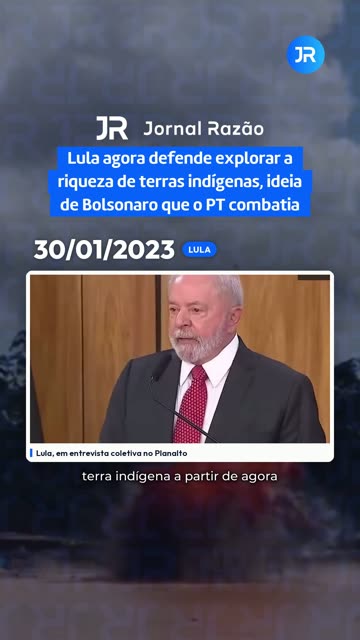 JR
JR Jornal Razão
Lula agora defende explorar a
riqueza de terras indígenas, ideia
de Bolsonaro que o PT combatia
30/01/2023 LULA
Lula, em entrevista coletiva no Planalto
terra indígena a partir de agora